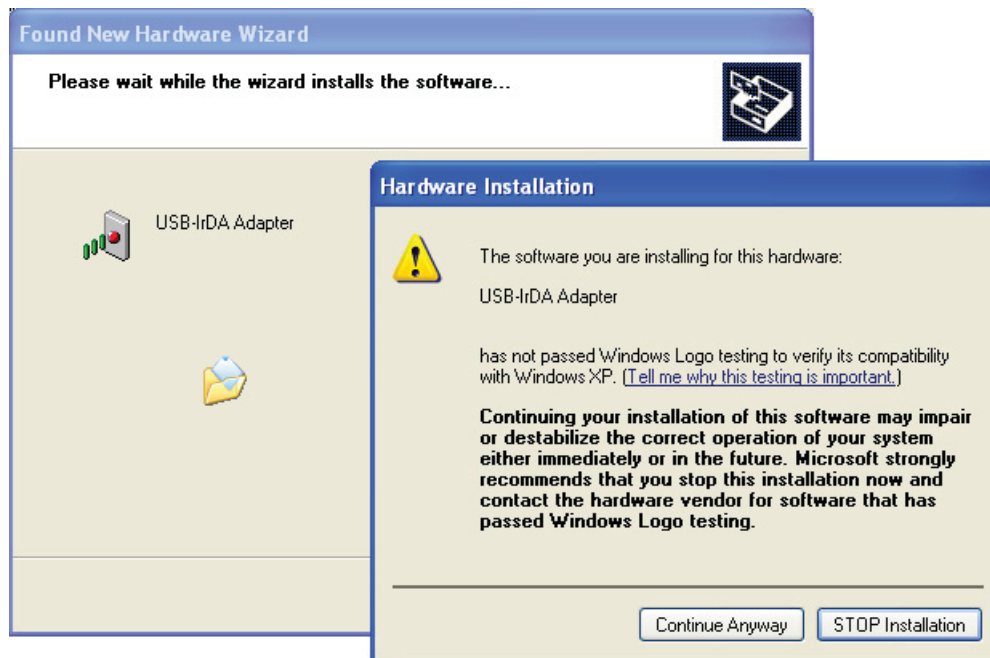 Found New Hardware Wizard
Please wait while the wizard installs the software...
USB-IrDA Adapter
Hardware Installation
The software you are installing for this hardware:
USB-IrDA Adapter
has not passed Windows Logo testing to verify its compatibility
with Windows XP. (Tell me why this testing is important.)
Continuing your installation of this software may impair
or destabilize the correct operation of your system
either immediately or in the future. Microsoft strongly
recommends that you stop this installation now and
contact the hardware vendor for software that has
passed Windows Logo testing.
Continue Anyway
STOP Installation